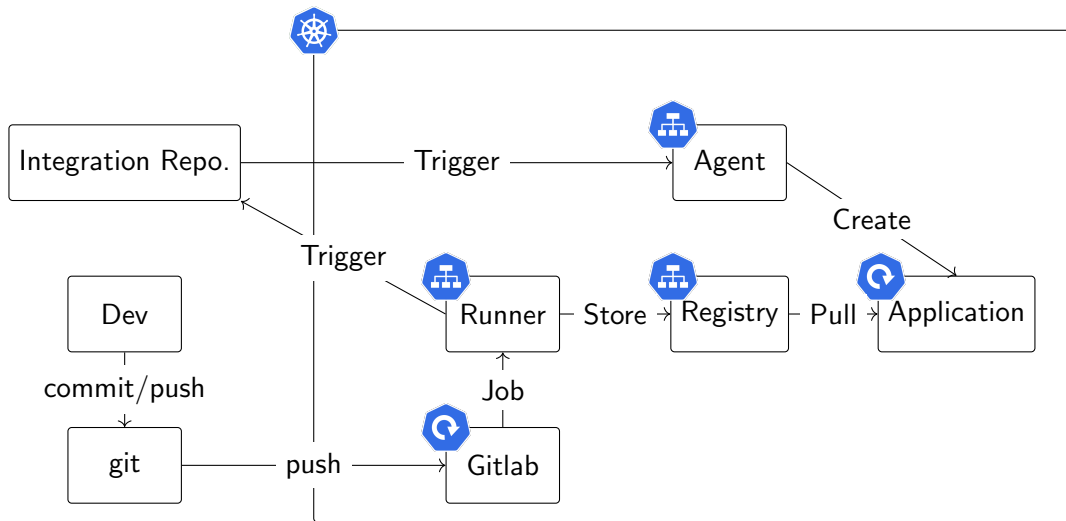 Integration Repo.
Trigger
Agent
Create
Trigger
Dev
Runner
Store
Registry
Pull
Application
commit/push
Job
git
push
Gitlab